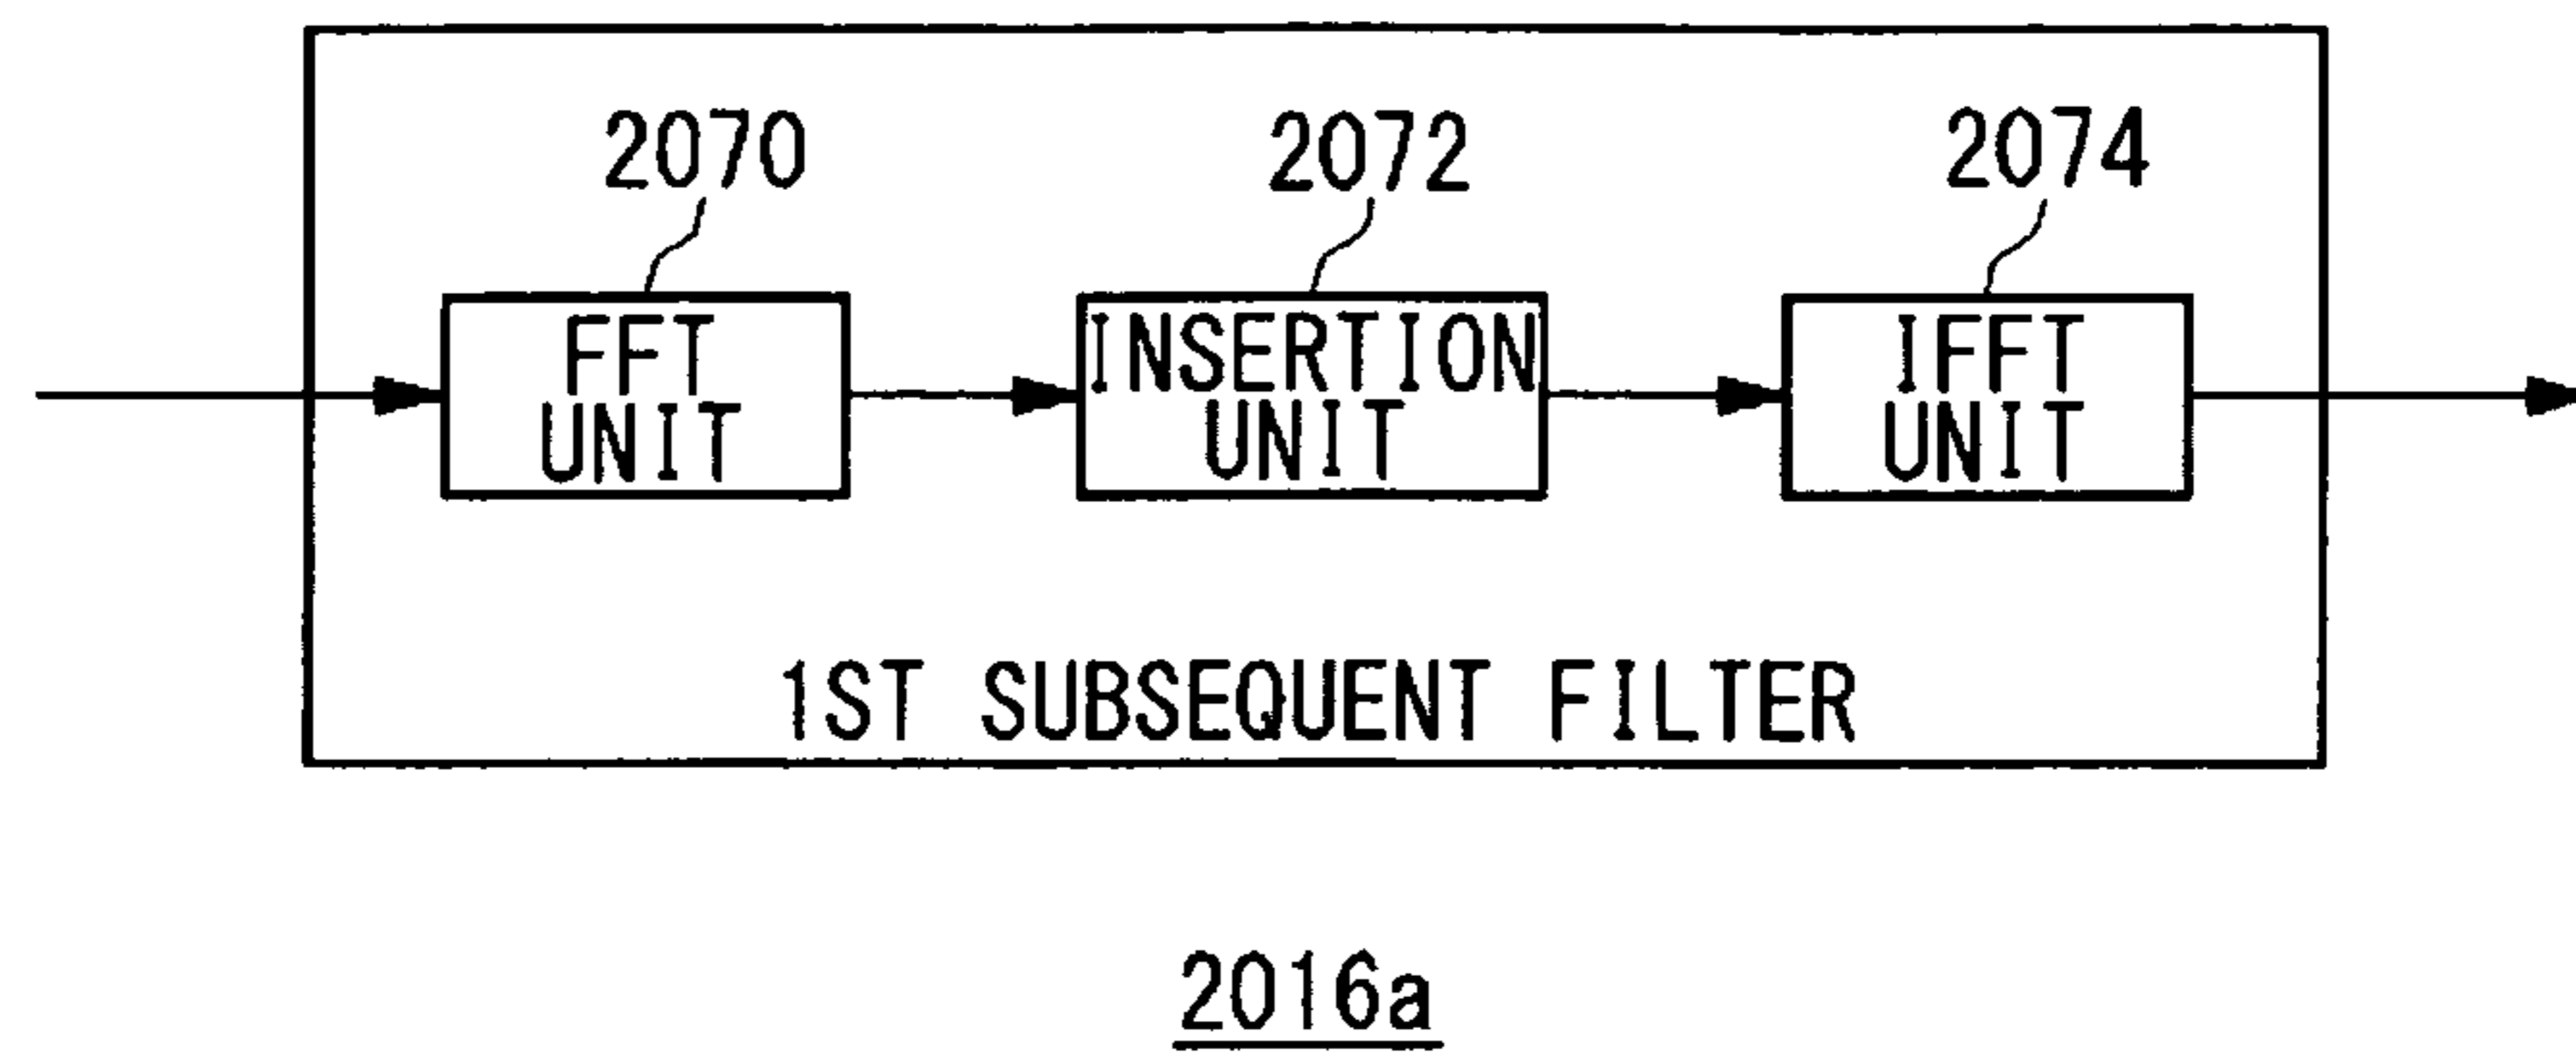 2070 2072 2074
FFT UNIT
INSERTION UNIT
IFFT UNIT
1ST SUBSEQUENT FILTER
2016a